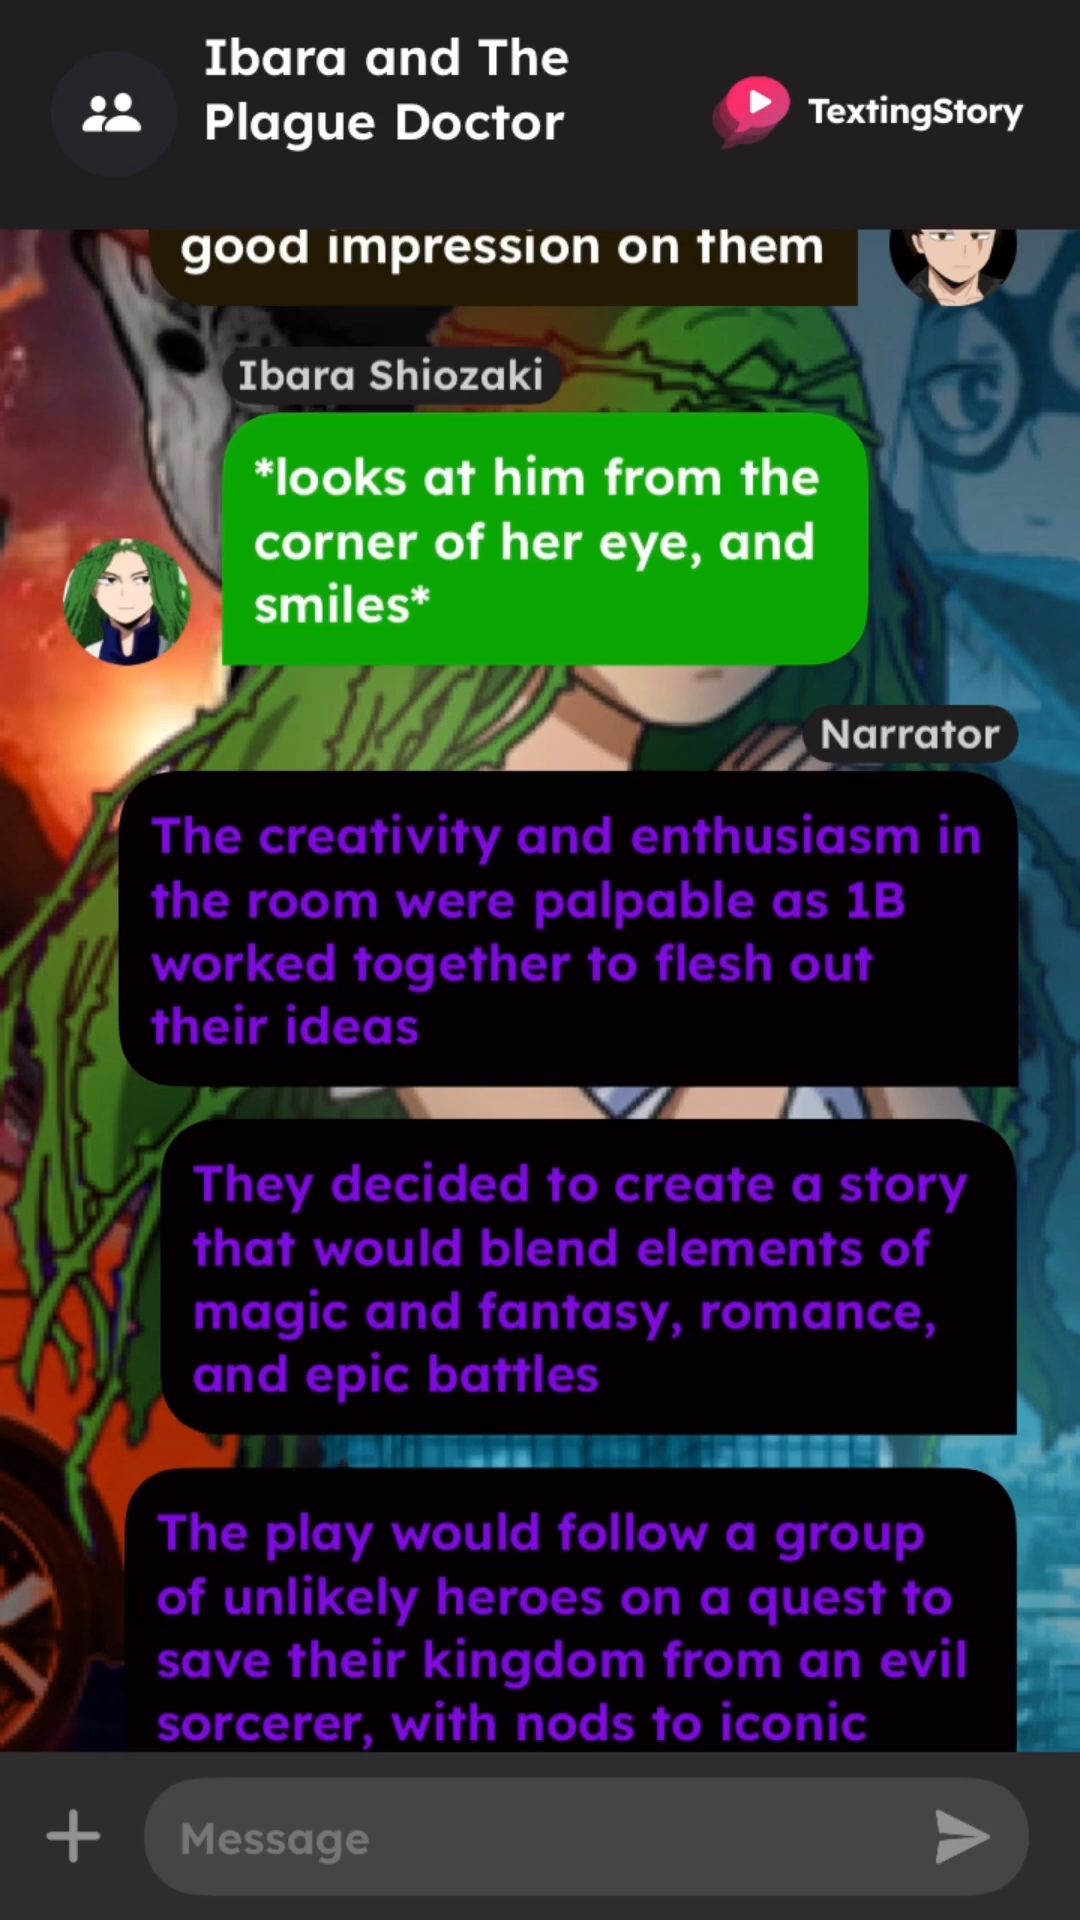 Ibara and The
Plague Doctor
TextingStory
good impression on them
Ibara Shiozaki
*looks at him from the
corner of her eye, and
smiles*
Narrator
The creativity and enthusiasm in
the room were palpable as 1B
worked together to flesh out
their ideas
They decided to create a story
that would blend elements of
magic and fantasy, romance,
and epic battles
The play would follow a group
of unlikely heroes on a quest to
save their kingdom from an evil
sorcerer, with nods to iconic
Message